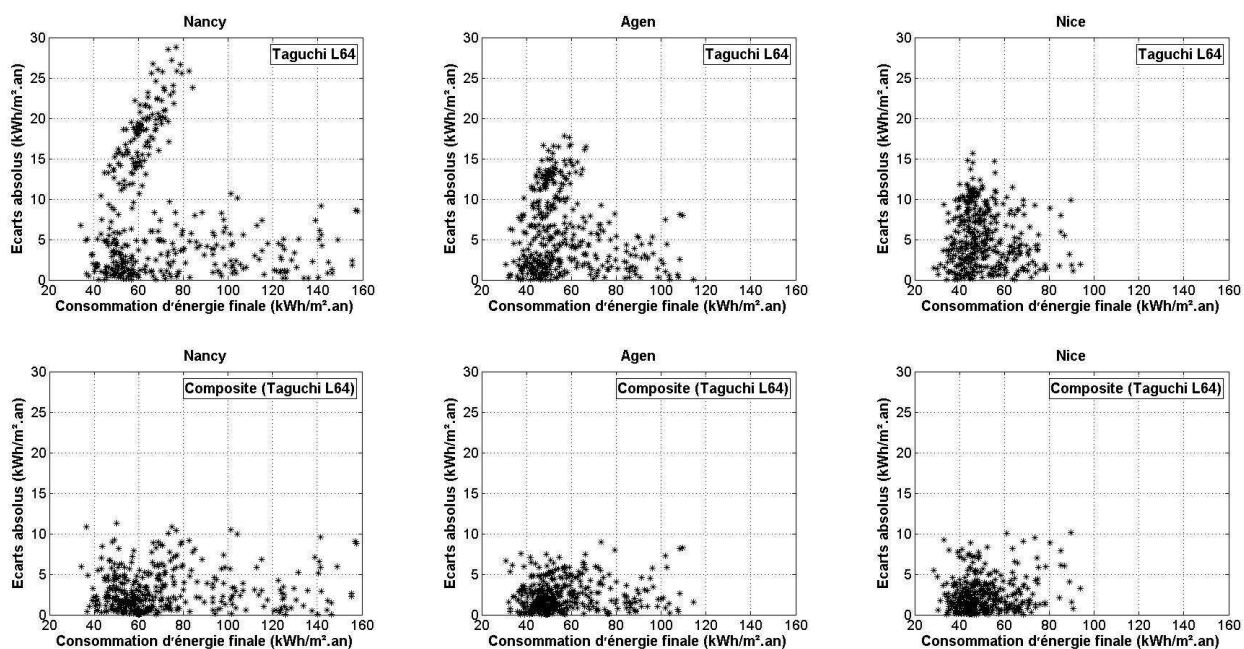 Nancy
Agen
Nice
Taguchi L64
Taguchi L64
Taguchi L64
Ecarts absolus (kWh/m².an)
30
25
20
15
10
5
0
20 40 60 80 100 120 140 160
Consommation d'énergie finale (kWh/m².an)
Ecarts absolus (kWh/m².an)
30
25
20
15
10
5
0
20 40 60 80 100 120 140 160
Consommation d'énergie finale (kWh/m².an)
Ecarts absolus (kWh/m².an)
30
25
20
15
10
5
0
20 40 60 80 100 120 140 160
Consommation d'énergie finale (kWh/m².an)
Nancy
Agen
Nice
Composite (Taguchi L64)
Composite (Taguchi L64)
Composite (Taguchi L64)
Ecarts absolus (kWh/m².an)
30
25
20
15
10
5
0
20 40 60 80 100 120 140 160
Consommation d'énergie finale (kWh/m².an)
Ecarts absolus (kWh/m².an)
30
25
20
15
10
5
0
20 40 60 80 100 120 140 160
Consommation d'énergie finale (kWh/m².an)
Ecarts absolus (kWh/m².an)
30
25
20
15
10
5
0
20 40 60 80 100 120 140 160
Consommation d'énergie finale (kWh/m².an)